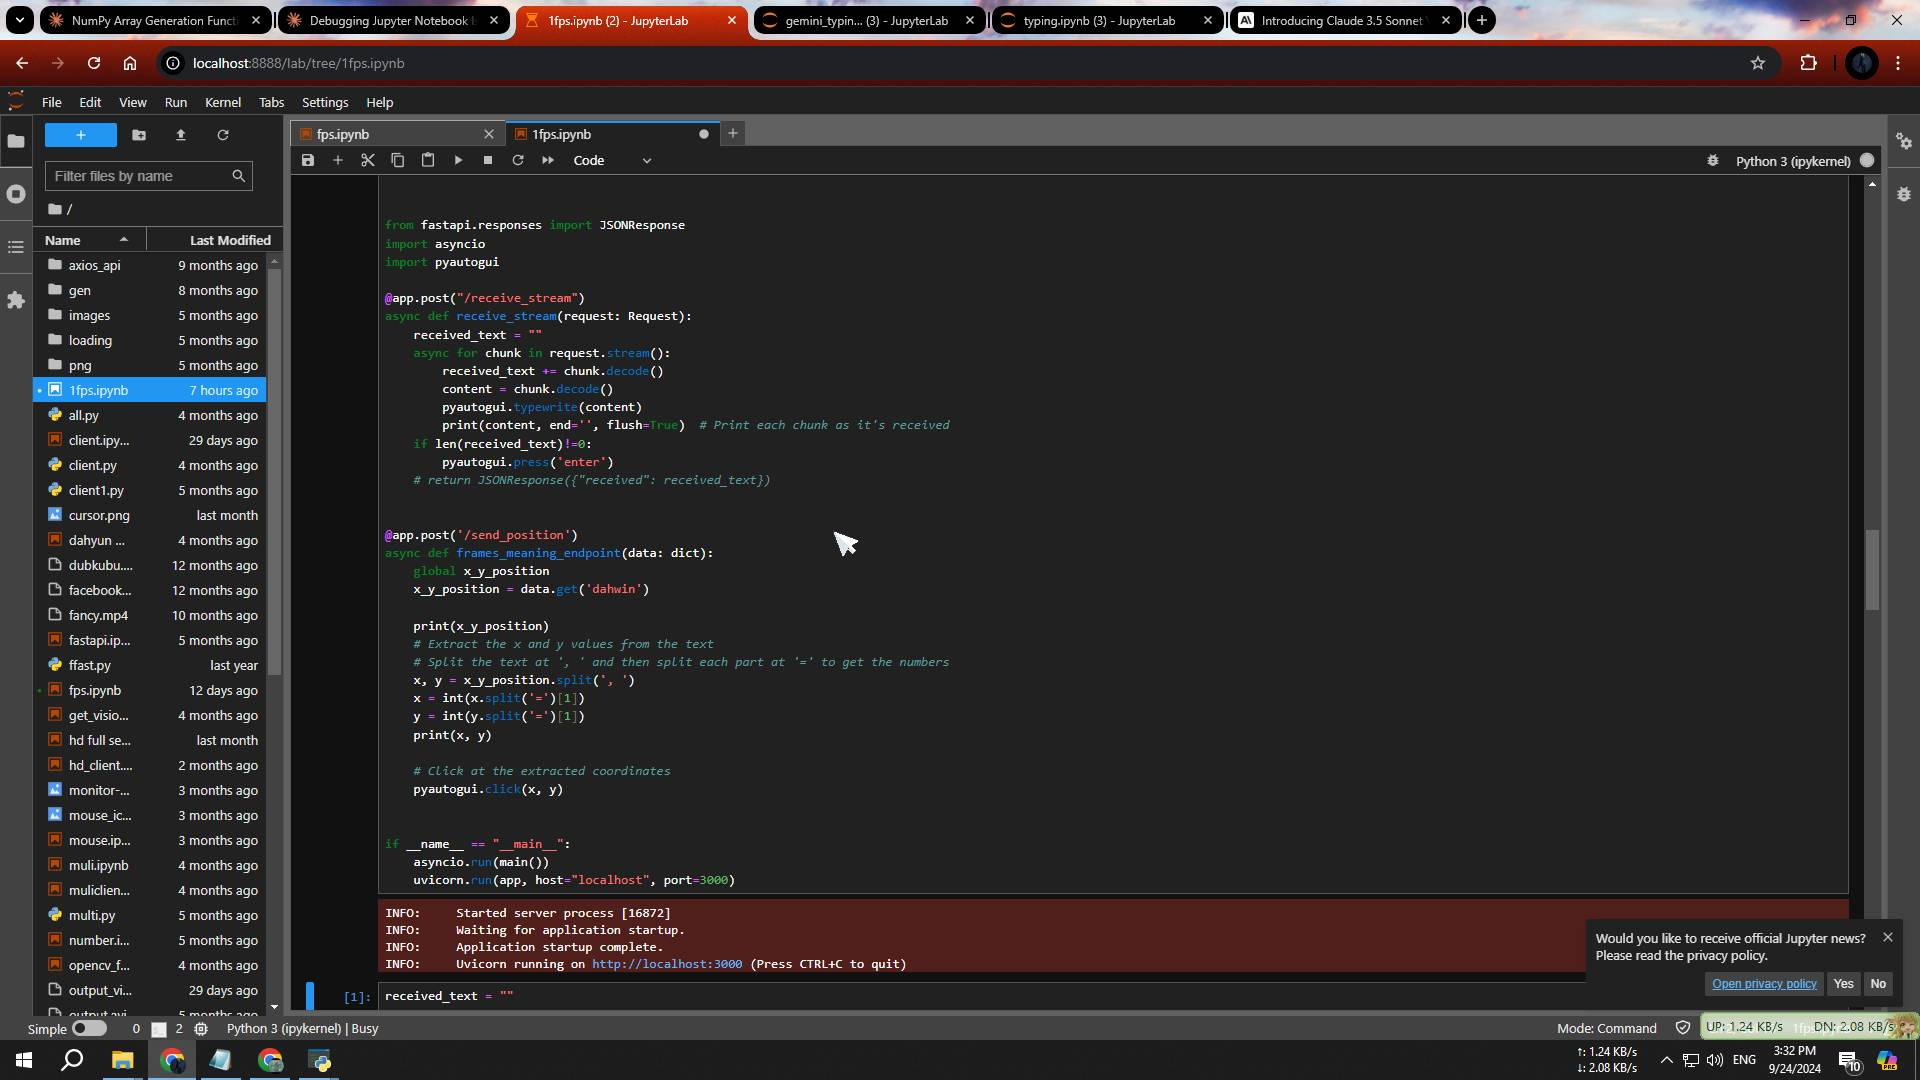 NumPy Array Generation Functi
Debugging Jupyter Notebook I
1fps.ipynb (2) - JupyterLab
gemini_typin... (3) - JupyterLab
typing.ipynb (3) - JupyterLab
Introducing Claude 3.5 Sonnet
localhost:8888/lab/tree/1fps.ipynb
File Edit View Run Kernel Tabs Settings Help
fps.ipynb
1fps.ipynb
Code
Python 3 (ipykernel)
Filter files by name
/
Name Last Modified
axios_api 9 months ago
gen 8 months ago
images 5 months ago
loading 5 months ago
png 5 months ago
1fps.ipynb 7 hours ago
all.py 4 months ago
client.ipy... 29 days ago
client.py 4 months ago
client1.py 5 months ago
cursor.png last month
dahyun ... 4 months ago
dubkubu.... 12 months ago
facebook... 12 months ago
fancy.mp4 10 months ago
fastapi.ip... 5 months ago
ffast.py last year
fps.ipynb 12 days ago
get_visio... 4 months ago
hd full se... last month
hd_client.... 2 months ago
monitor-... 3 months ago
mouse_ic... 3 months ago
mouse.ip... 3 months ago
muli.ipynb 4 months ago
muliclien... 4 months ago
multi.py 5 months ago
number.i... 5 months ago
opencv_f... 4 months ago
output_vi... 29 days ago
output.avi 5 months ago
from fastapi.responses import JSONResponse
import asyncio
import pyautogui
@app.post("/receive_stream")
async def receive_stream(request: Request):
    received_text = ""
    async for chunk in request.stream():
        received_text += chunk.decode()
        content = chunk.decode()
        pyautogui.typewrite(content)
        print(content, end='', flush=True)  # Print each chunk as it's received
    if len(received_text)!=0:
        pyautogui.press('enter')
    # return JSONResponse({"received": received_text})
@app.post('/send_position')
async def frames_meaning_endpoint(data: dict):
    global x_y_position
    x_y_position = data.get('dahwin')
    print(x_y_position)
    # Extract the x and y values from the text
    # Split the text at ', ' and then split each part at '=' to get the numbers
    x, y = x_y_position.split(', ')
    x = int(x.split('=')[1])
    y = int(y.split('=')[1])
    print(x, y)
    # Click at the extracted coordinates
    pyautogui.click(x, y)
if __name__ == "__main__":
    asyncio.run(main())
    uvicorn.run(app, host="localhost", port=3000)
INFO:     Started server process [16872]
INFO:     Waiting for application startup.
INFO:     Application startup complete.
INFO:     Uvicorn running on http://localhost:3000 (Press CTRL+C to quit)
[1]: received_text = ""
Would you like to receive official Jupyter news?
Please read the privacy policy.
Open privacy policy Yes No
Simple 0 2 Python 3 (ipykernel) | Busy
Mode: Command
UP: 1.24 KB/s DN: 2.08 KB/s
↑: 1.24 KB/s
↓: 2.08 KB/s
ENG
3:32 PM
9/24/2024
10
PRE